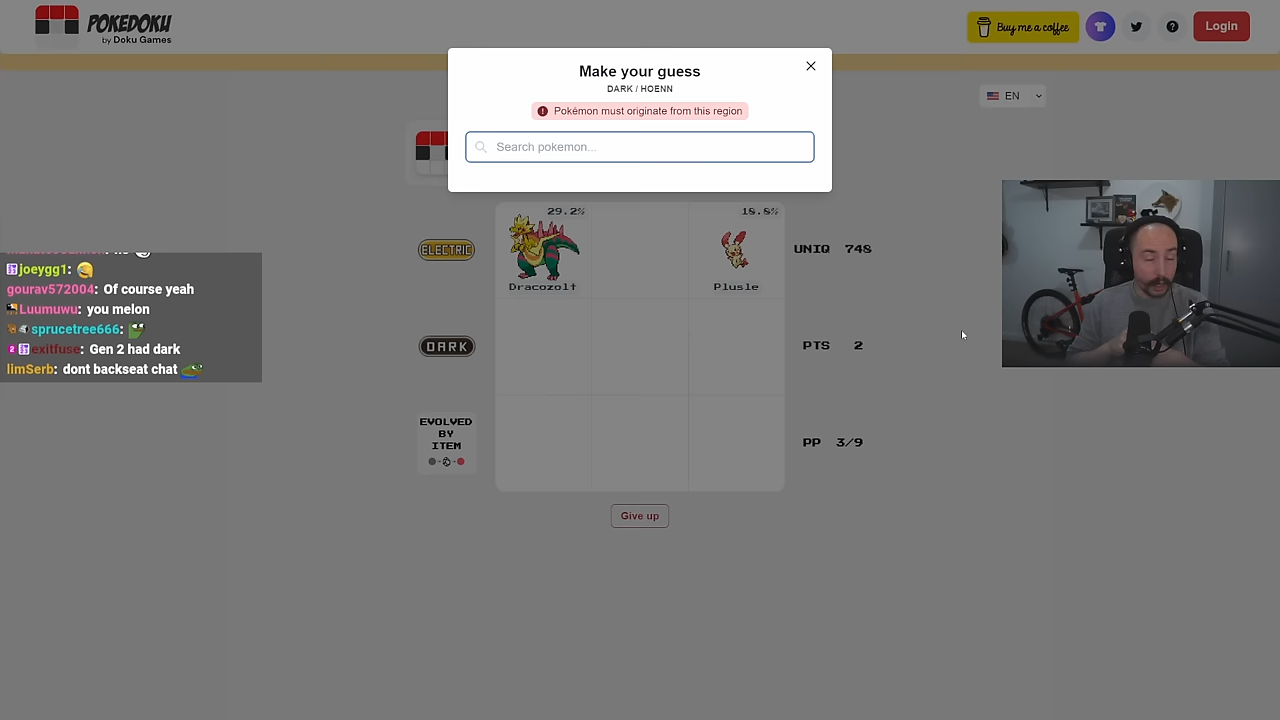 POKEDOKU
by Doku Games
Buy me a coffee
Login
Make your guess
DARK / HOENN
Pokémon must originate from this region
Search pokemon...
EN
29.2%
18.8%
ELECTRIC
Dracozolt
Plusle
UNIQ 748
DARK
PTS 2
EVOLVED
BY
ITEM
PP 3/9
Give up
joeygg1:
gourav572004: Of course yeah
Luumuwu: you melon
sprucetree666:
exitfuse: Gen 2 had dark
limSerb: dont backseat chat